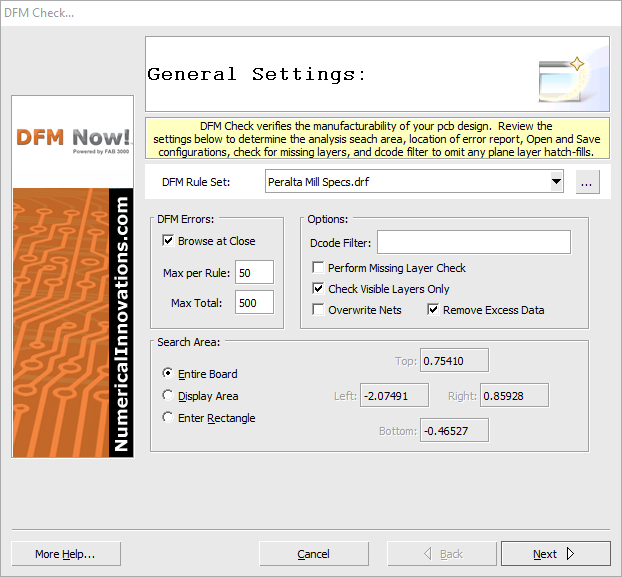 DFM Check...
General Settings:
DFM Now!
Powered by FAB 3000
NumericalInnovations.com
DFM Check verifies the manufacturability of your pcb design. Review the
settings below to determine the analysis seach area, location of error report, Open and Save
configurations, check for missing layers, and dcode filter to omit any plane layer hatch-fills.
DFM Rule Set: Peralta Mill Specs.drf ...
DFM Errors:
Browse at Close
Max per Rule: 50
Max Total: 500
Options:
Dcode Filter:
Perform Missing Layer Check
Check Visible Layers Only
Overwrite Nets Remove Excess Data
Search Area:
Entire Board
Display Area
Enter Rectangle
Top: 0.75410
Left: -2.07491 Right: 0.85928
Bottom: -0.46527
More Help... Cancel Back Next